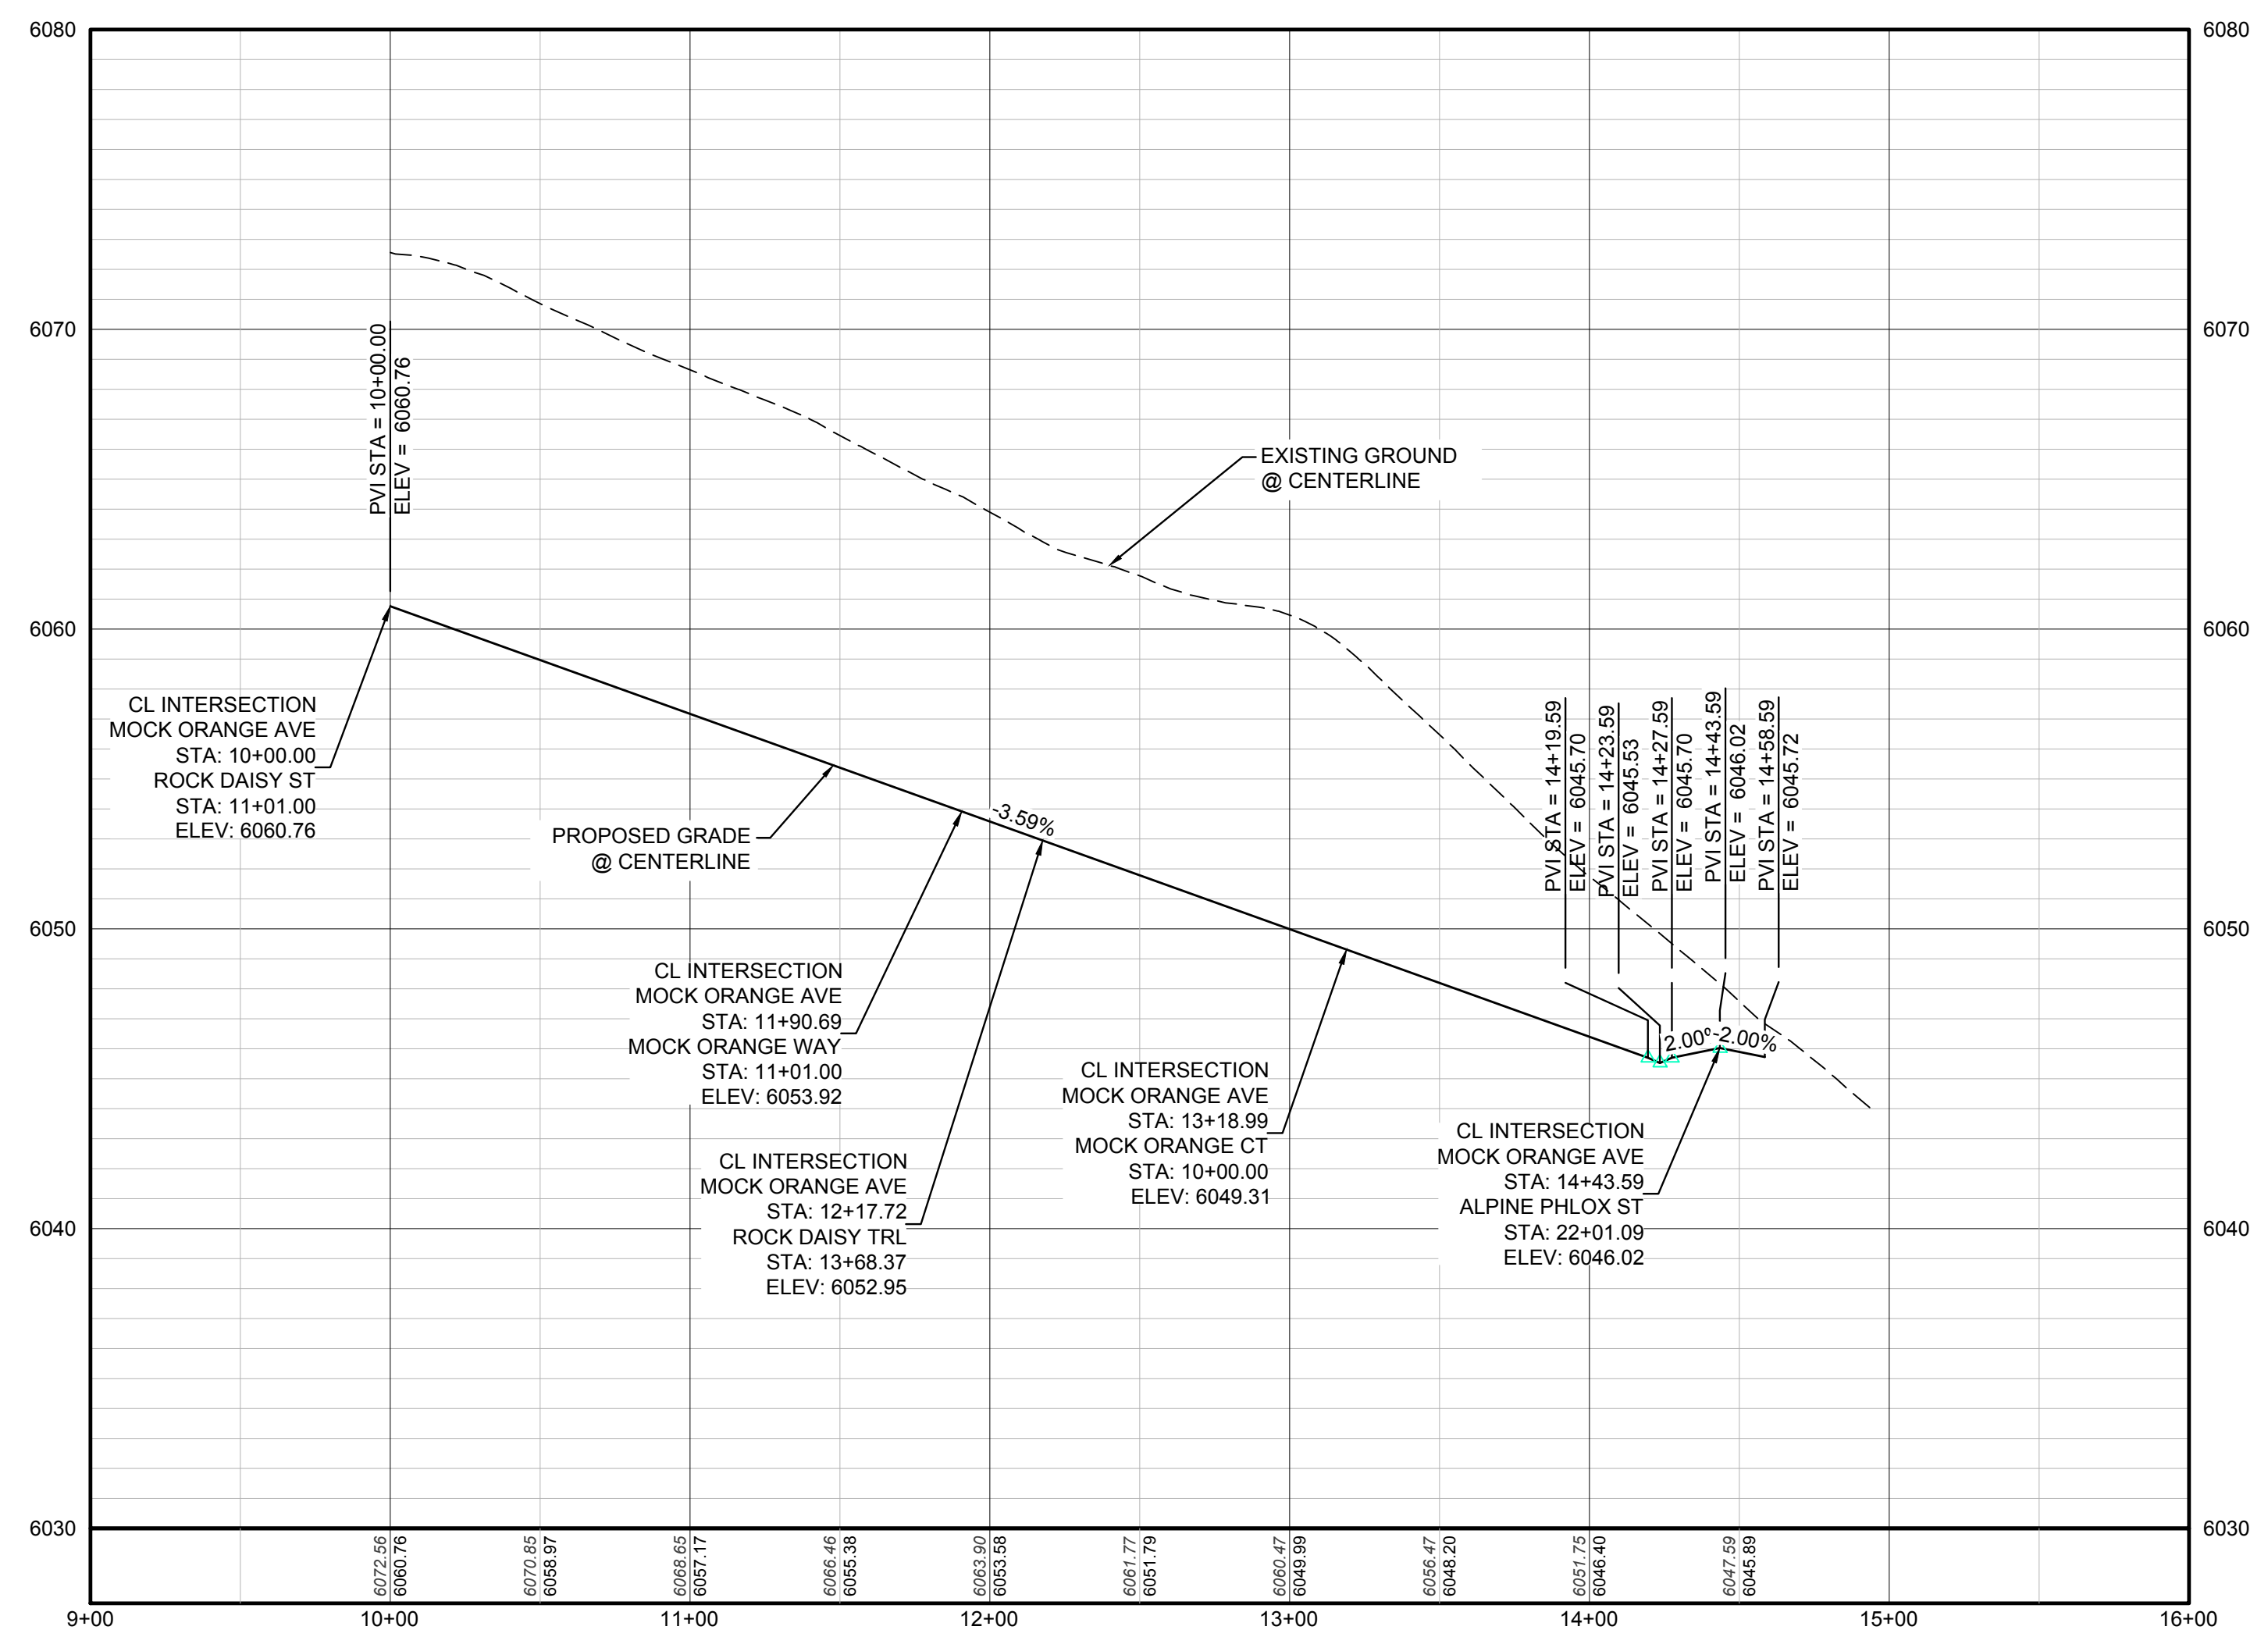 6080
6080
6070
6070
PVI STA = 10+00.00
ELEV = 6060.76
EXISTING GROUND
@ CENTERLINE
6060
6060
CL INTERSECTION
MOCK ORANGE AVE
STA: 10+00.00
ROCK DAISY ST
STA: 11+01.00
ELEV: 6060.76
PROPOSED GRADE
@ CENTERLINE
-3.59%
PVI STA = 14+19.59
ELEV = 6045.70
PVI STA = 14+23.59
ELEV = 6045.53
PVI STA = 14+27.59
ELEV = 6045.70
PVI STA = 14+43.59
ELEV = 6046.02
PVI STA = 14+58.59
ELEV = 6045.72
6050
6050
CL INTERSECTION
MOCK ORANGE AVE
STA: 11+90.69
MOCK ORANGE WAY
STA: 11+01.00
ELEV: 6053.92
2.00%
-2.00%
CL INTERSECTION
MOCK ORANGE AVE
STA: 13+18.99
MOCK ORANGE CT
STA: 10+00.00
ELEV: 6049.31
CL INTERSECTION
MOCK ORANGE AVE
STA: 12+17.72
ROCK DAISY TRL
STA: 13+68.37
ELEV: 6052.95
CL INTERSECTION
MOCK ORANGE AVE
STA: 14+43.59
ALPINE PHLOX ST
STA: 22+01.09
ELEV: 6046.02
6040
6040
6030
6030
6072.56
6060.76
6070.85
6058.97
6068.65
6057.17
6066.46
6055.38
6063.90
6053.58
6061.77
6051.79
6060.47
6049.99
6056.47
6048.20
6051.75
6046.40
6047.59
6045.89
9+00
10+00
11+00
12+00
13+00
14+00
15+00
16+00